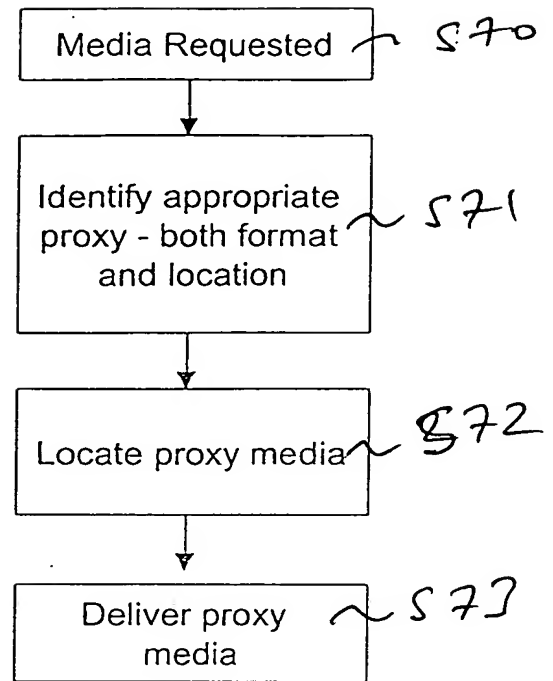 Media Requested S70
Identify appropriate
proxy - both format S71
and location
Locate proxy media S72
Deliver proxy S73
media